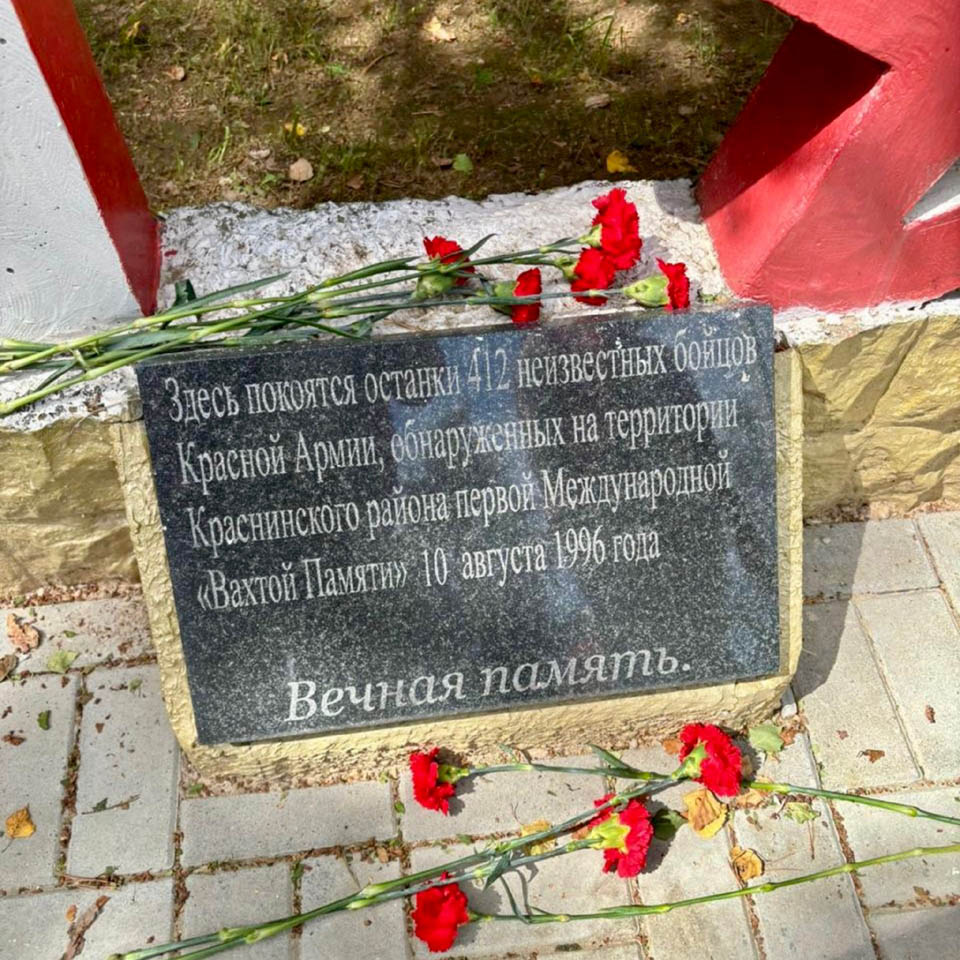 Здесь покоятся останки 412 неизвестных бойцов
Красной Армии, обнаруженных на территории
Краснинского района первой Международной
«Вахтой Памяти» 10 августа 1996 года
Вечная память.